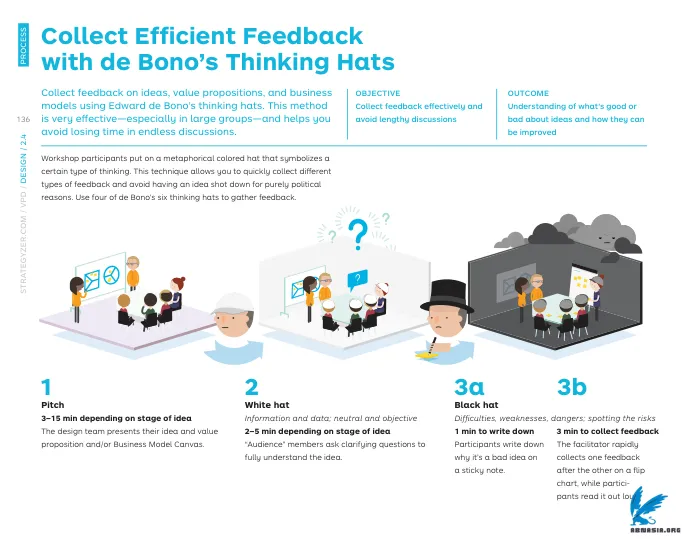 PROCESS
Collect Efficient Feedback
with de Bono's Thinking Hats
Collect feedback on ideas, value propositions, and business
models using Edward de Bono's thinking hats. This method
is very effective—especially in large groups—and helps you
avoid losing time in endless discussions.
OBJECTIVE
Collect feedback effectively and
avoid lengthy discussions
OUTCOME
Understanding of what's good or
bad about ideas and how they can
be improved
136
STRATEGYZER.COM / VPD / DESIGN / 2.4
Workshop participants put on a metaphorical colored hat that symbolizes a
certain type of thinking. This technique allows you to quickly collect different
types of feedback and avoid having an idea shot down for purely political
reasons. Use four of de Bono's six thinking hats to gather feedback.
? ? ?
?
1
Pitch
3–15 min depending on stage of idea
The design team presents their idea and value
proposition and/or Business Model Canvas.
2
White hat
Information and data; neutral and objective
2–5 min depending on stage of idea
"Audience" members ask clarifying questions to
fully understand the idea.
3a
Black hat
Difficulties, weaknesses, dangers; spotting the risks
1 min to write down
Participants write down
why it's a bad idea on
a sticky note.
3b
3 min to collect feedback
The facilitator rapidly
collects one feedback
after the other on a flip
chart, while partici-
pants read it out
ARNASIA.ORG